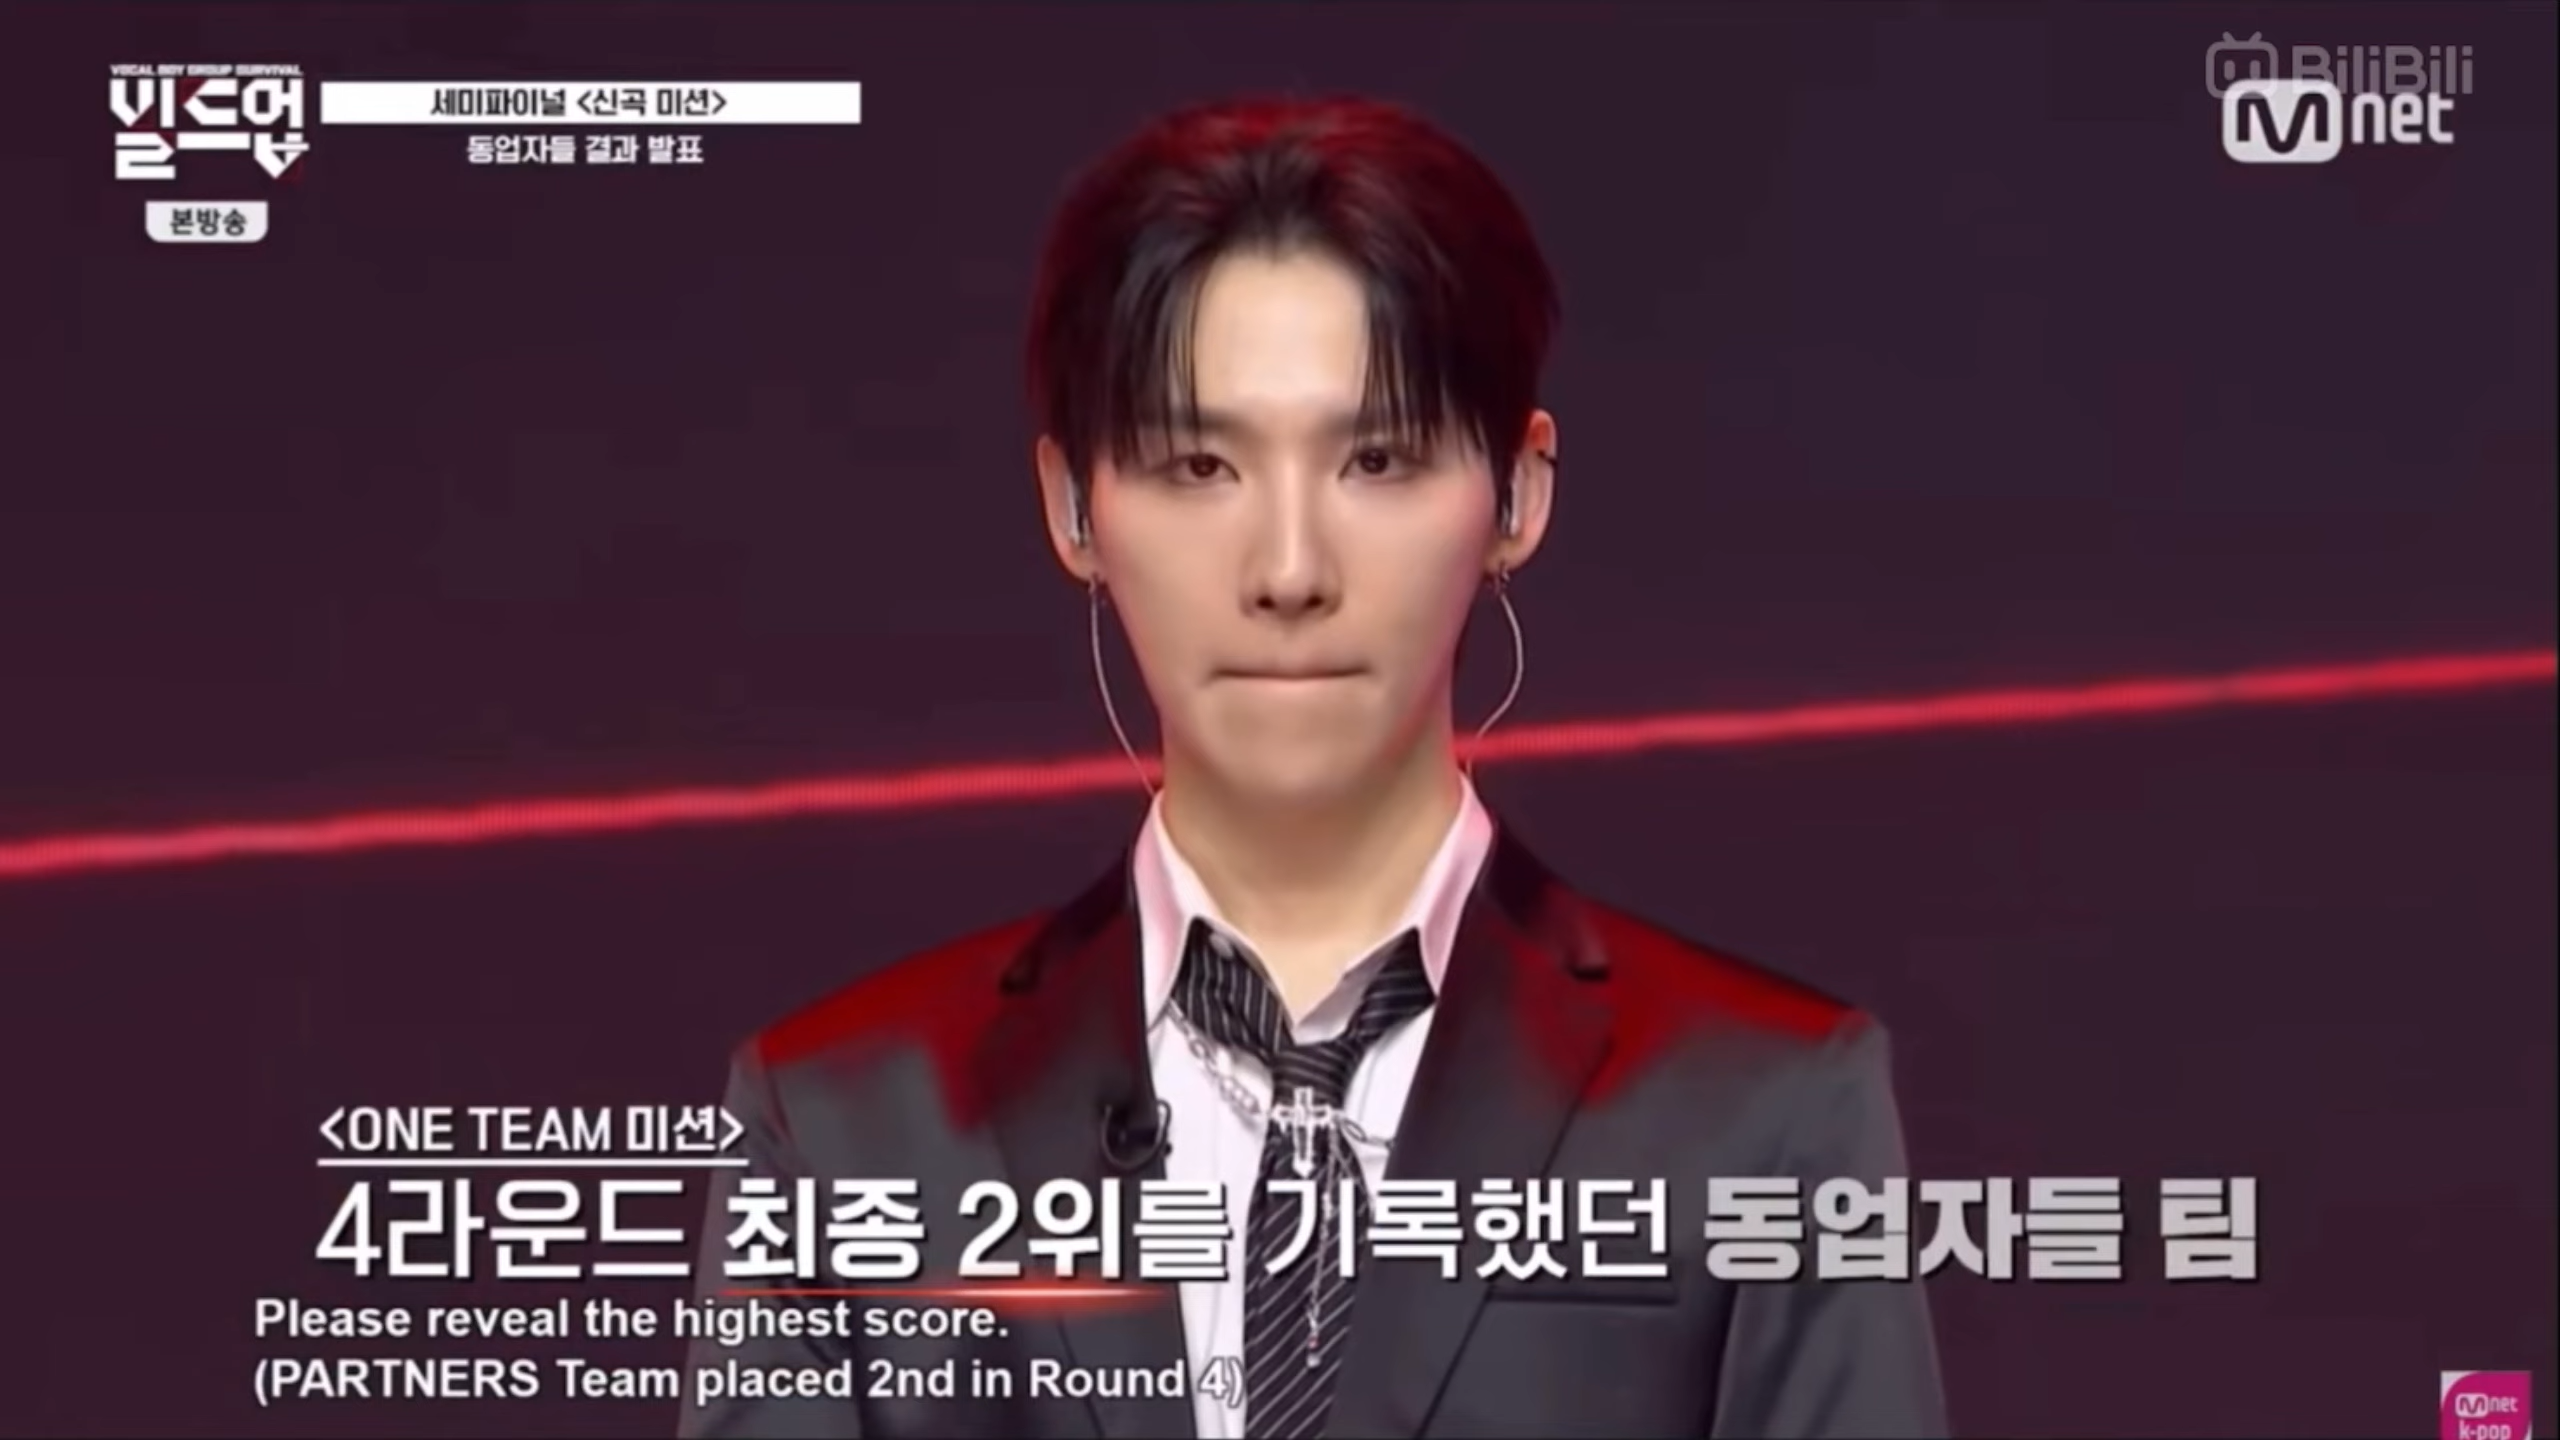 VOCAL BOY GROUP SURVIVAL
빌드업
본방송
세미파이널 <신곡 미션>
동업자들 결과 발표
BiliBili
Mnet
<ONE TEAM 미션>
4라운드 최종 2위를 기록했던 동업자들 팀
Please reveal the highest score.
(PARTNERS Team placed 2nd in Round 4)
Mnet
k-pop